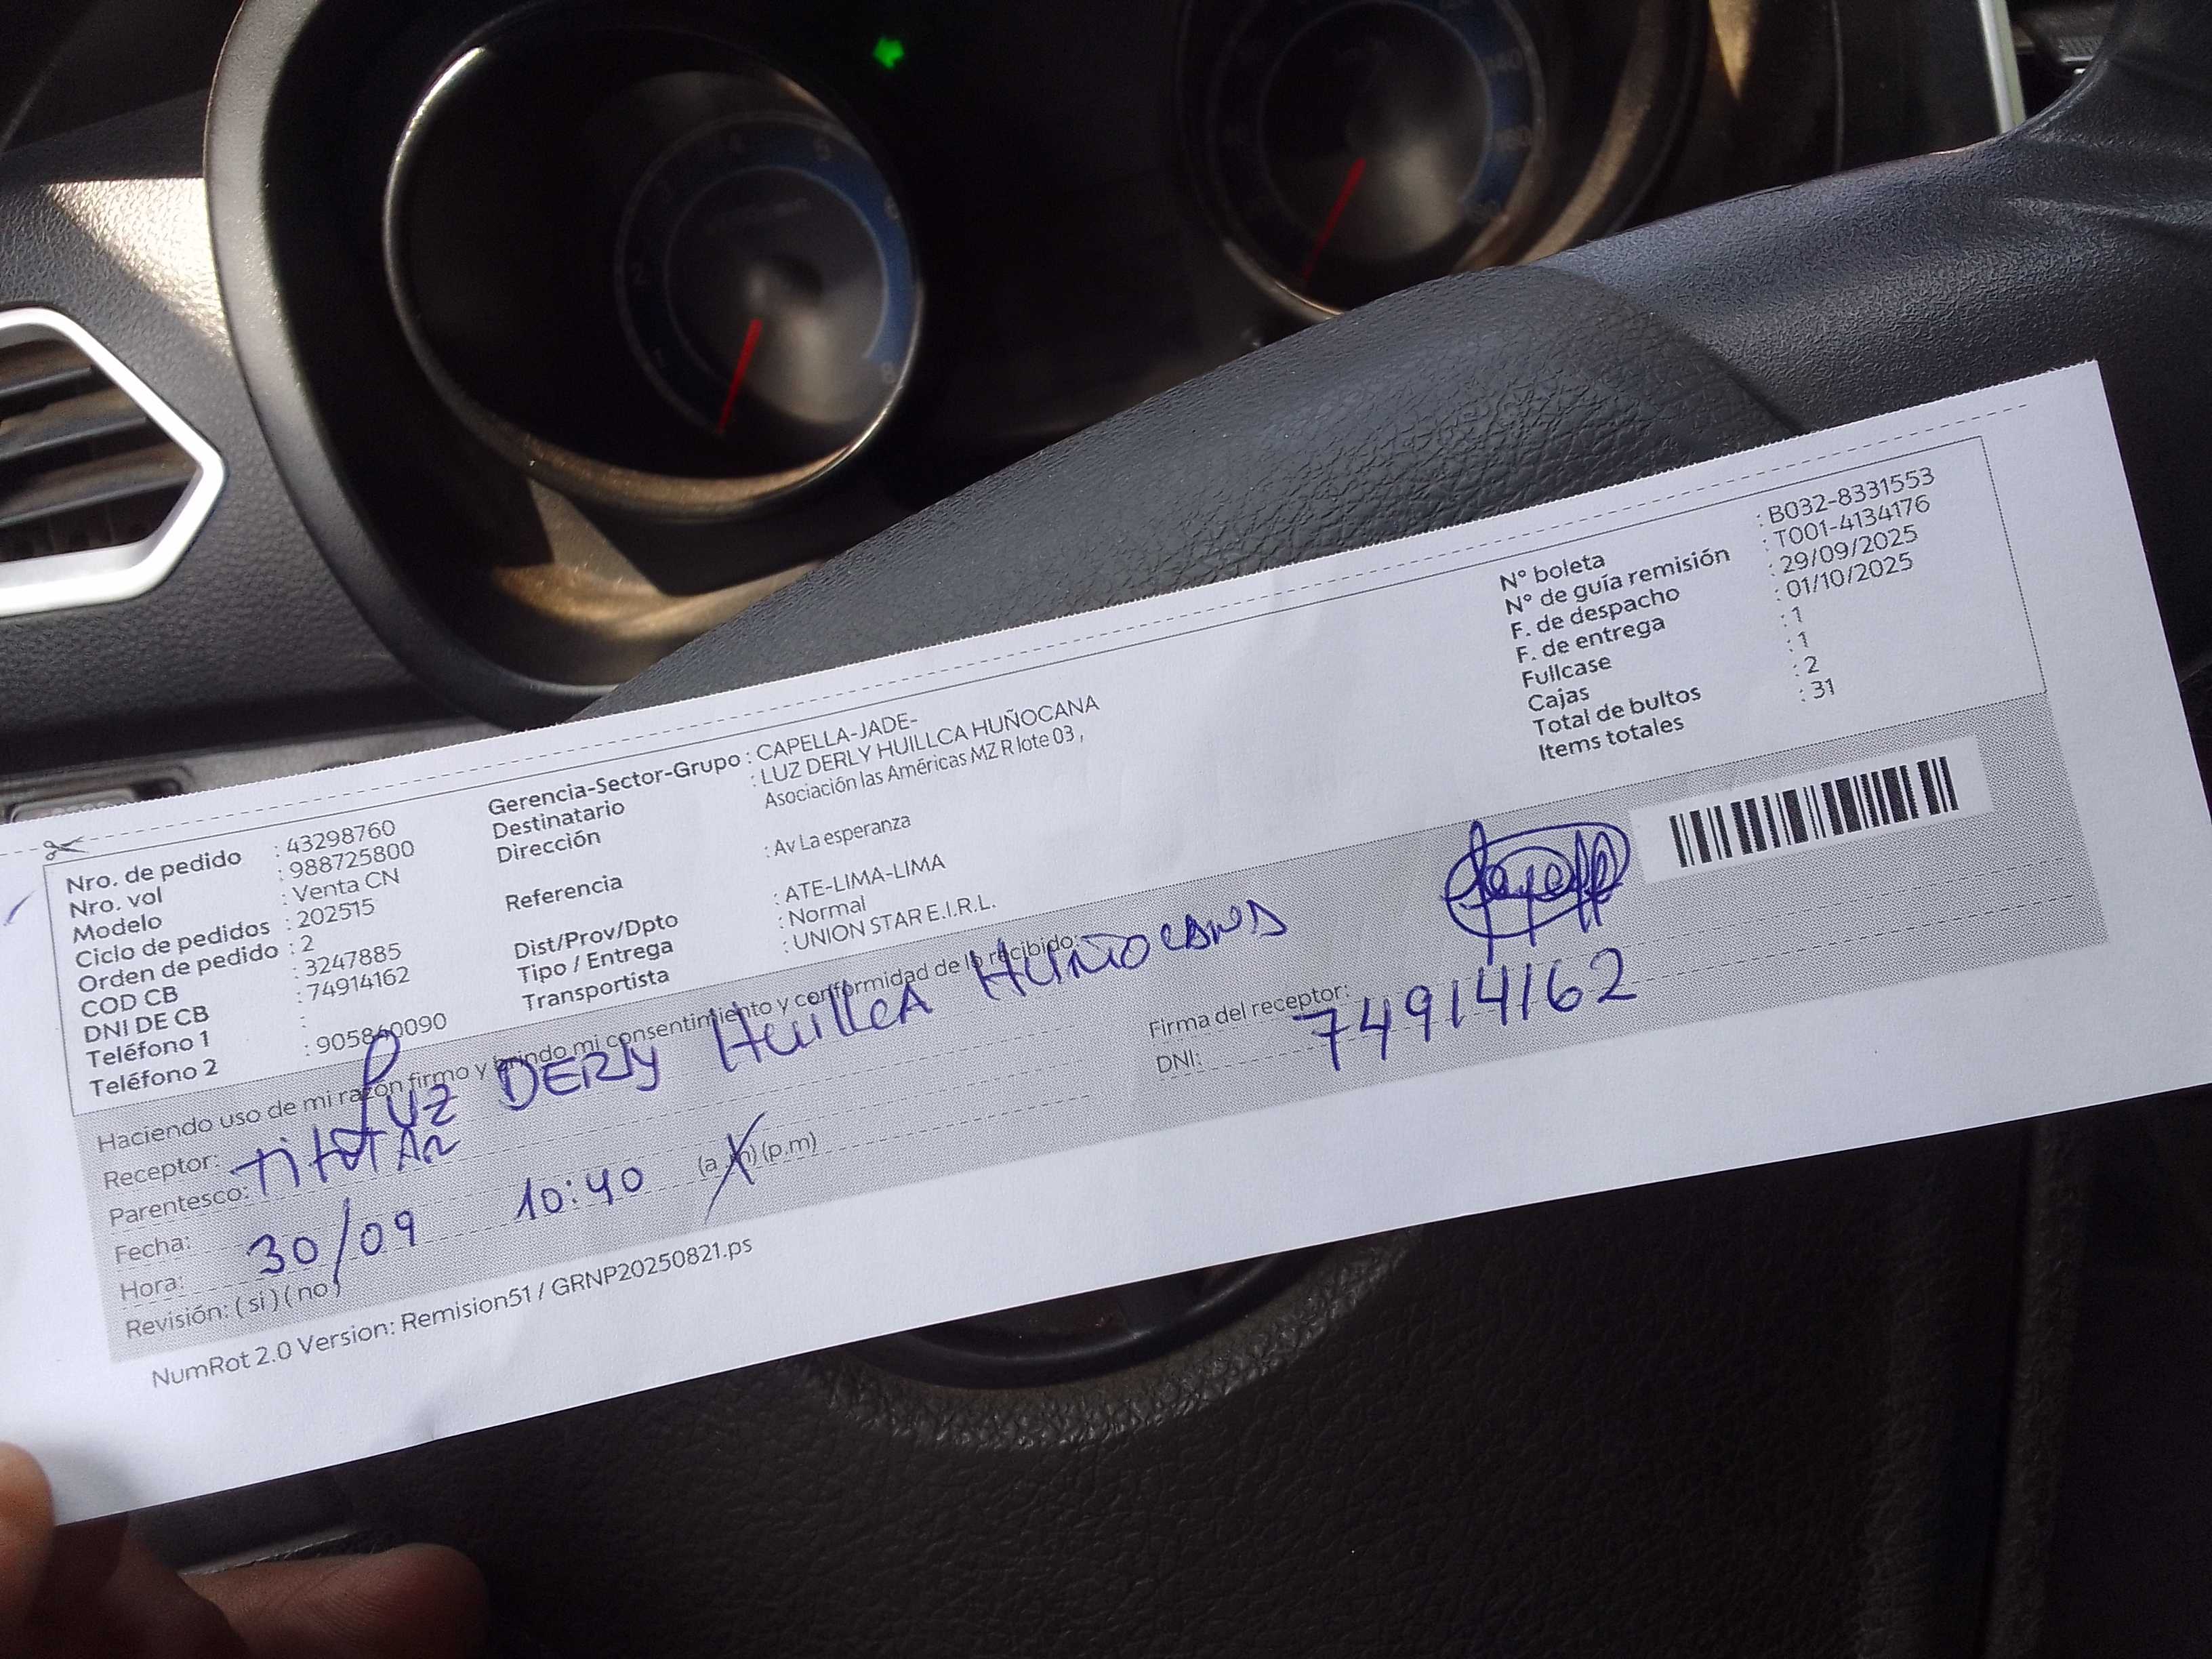 Nro. de pedido : 43298760
Nro. vol : 988725800
Modelo : Venta CN
Ciclo de pedidos : 202515
Orden de pedido : 2
COD CB : 3247885
DNI DE CB : 74914162
Teléfono 1 :
Teléfono 2 : 905840090
Gerencia-Sector-Grupo : CAPELLA-JADE-
Destinatario : LUZ DERLY HUILLCA HUÑOCANA
Dirección Asociación las Américas MZ R lote 03 ,
Referencia : Av La esperanza
Dist/Prov/Dpto : ATE-LIMA-LIMA
Tipo / Entrega : Normal
Transportista : UNION STAR E.I.R.L.
N° boleta : B032-8331553
N° de guía remisión : T001-4134176
F. de despacho : 29/09/2025
F. de entrega : 01/10/2025
Fullcase : 1
Cajas : 1
Total de bultos : 2
Items totales : 31
Haciendo uso de mi razón firmo y brindo mi consentimiento y conformidad de lo recibido:
Receptor: Luz DERly HuillcA HUÑOCANA
Parentesco: TitulAR
Fecha: 30/09
Hora: 10:40 (a.m) (p.m)
Revisión: ( si ) ( no )
Firma del receptor:
DNI: 74914162
NumRot 2.0 Version: Remision51 / GRNP20250821.ps